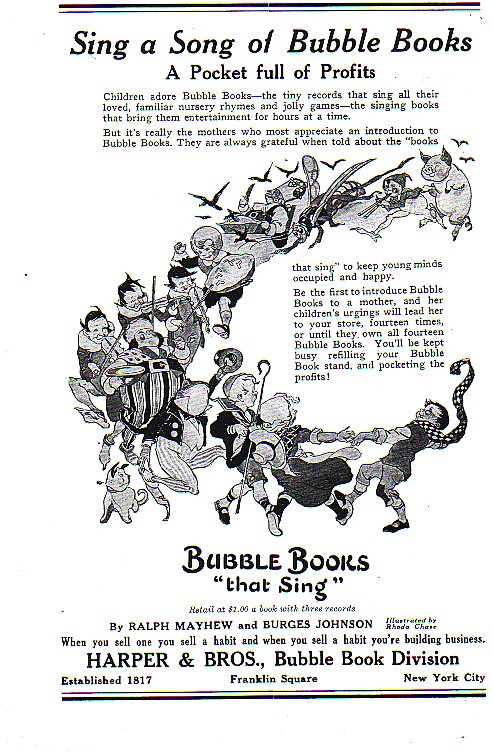 Sing a Song of Bubble Books
A Pocket full of Profits
Children adore Bubble Books—the tiny records that sing all their
loved, familiar nursery rhymes and jolly games—the singing books
that bring them entertainment for hours at a time.
But it's really the mothers who most appreciate an introduction to
Bubble Books. They are always grateful when told about the "books
that sing" to keep young minds
occupied and happy.
Be the first to introduce Bubble
Books to a mother, and her
children's urgings will lead her
to your store, fourteen times,
or until they own all fourteen
Bubble Books. You'll be kept
busy refilling your Bubble
Book stand, and pocketing the
profits!
BUBBLE BOOKS
"that Sing"
Retail at $1.00 a book with three records
By RALPH MAYHEW and BURGES JOHNSON Illustrated by
Rhoda Chase
When you sell one you sell a habit and when you sell a habit you're building business.
HARPER & BROS., Bubble Book Division
Established 1817 Franklin Square New York City